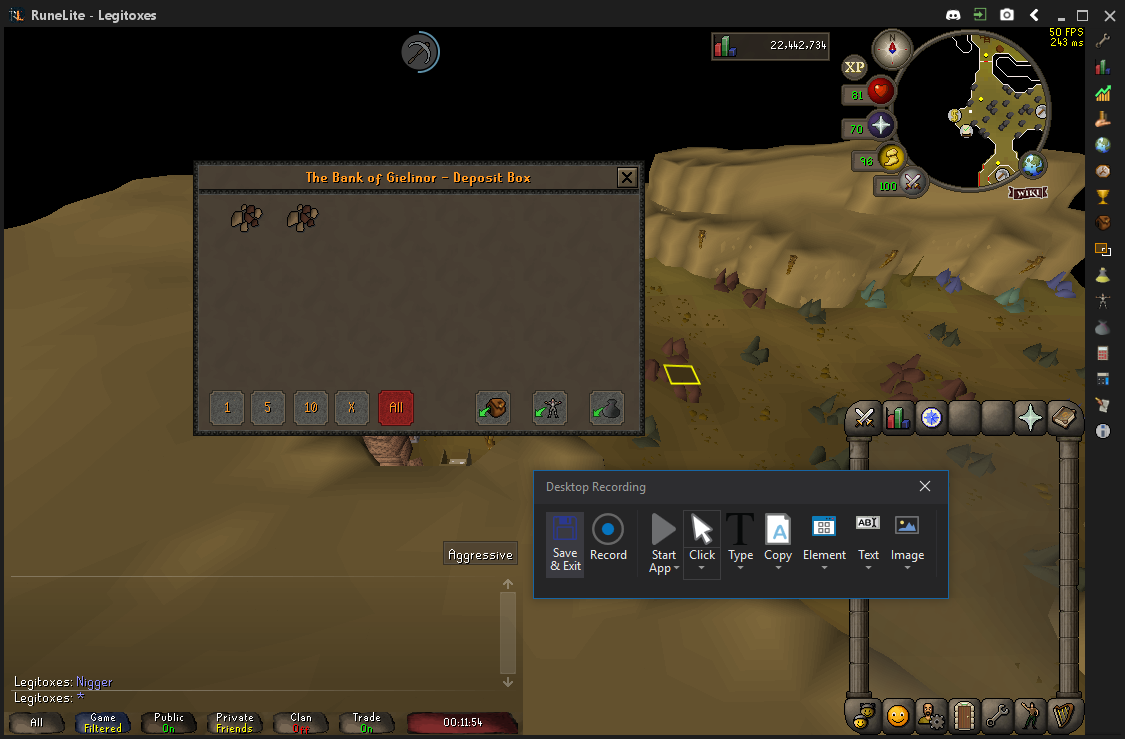 RuneLite - Legitoxes
50 FPS
243 ms
22,442,734
XP
81
70
96
100
WIKI
The Bank of Gielinor - Deposit Box
1
5
10
X
All
Desktop Recording
Save & Exit
Record
Start App
Click
T
Type
A
Copy
Element
ABI
Text
Image
Aggressive
Legitoxes: Nigger
Legitoxes: *
All
Game Filtered
Public On
Private Friends
Clan Off
Trade On
00:11:54